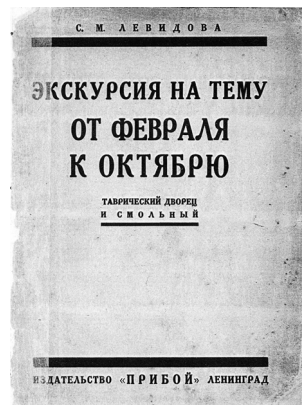 С. М. ЛЕВИДОВА
ЭКСКУРСИЯ НА ТЕМУ
ОТ ФЕВРАЛЯ
К ОКТЯБРЮ
ТАВРИЧЕСКИЙ ДВОРЕЦ
И СМОЛЬНЫЙ
ИЗДАТЕЛЬСТВО «ПРИБОЙ» ЛЕНИНГРАД